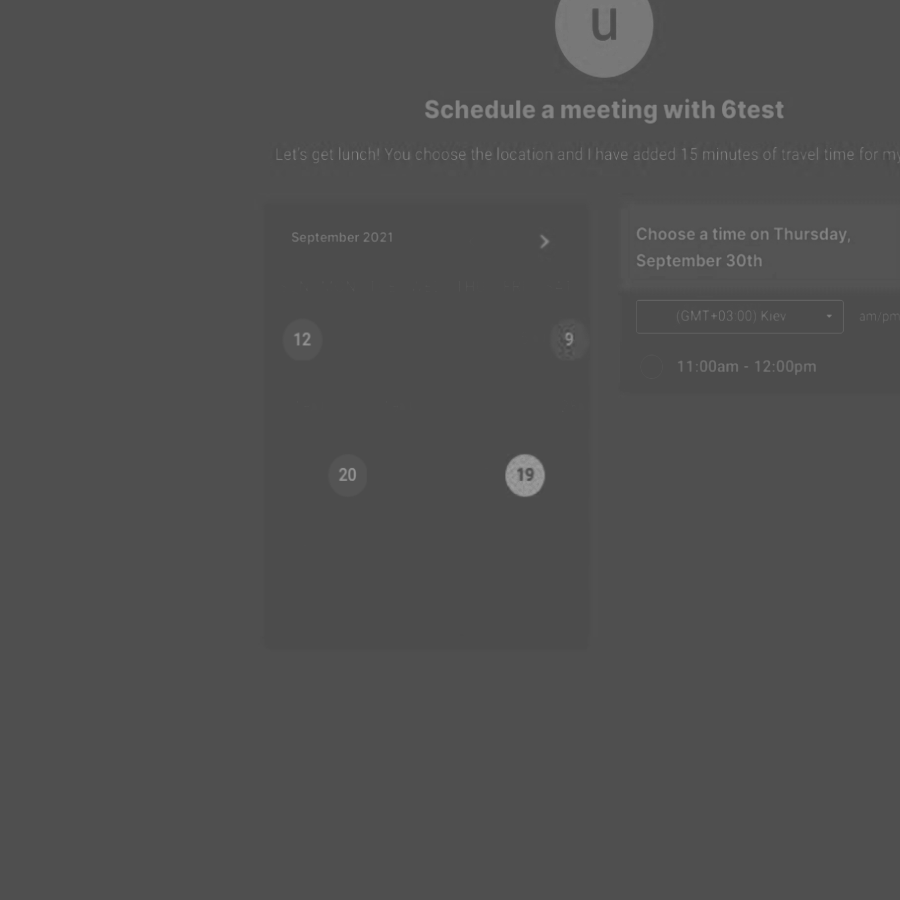 u
Schedule a meeting with 6test
Let's get lunch! You choose the location and I have added 15 minutes of travel time for my
September 2021
Choose a time on Thursday,
September 30th
(GMT+03:00) Kiev
am/pm
12
9
11:00am - 12:00pm
20
19